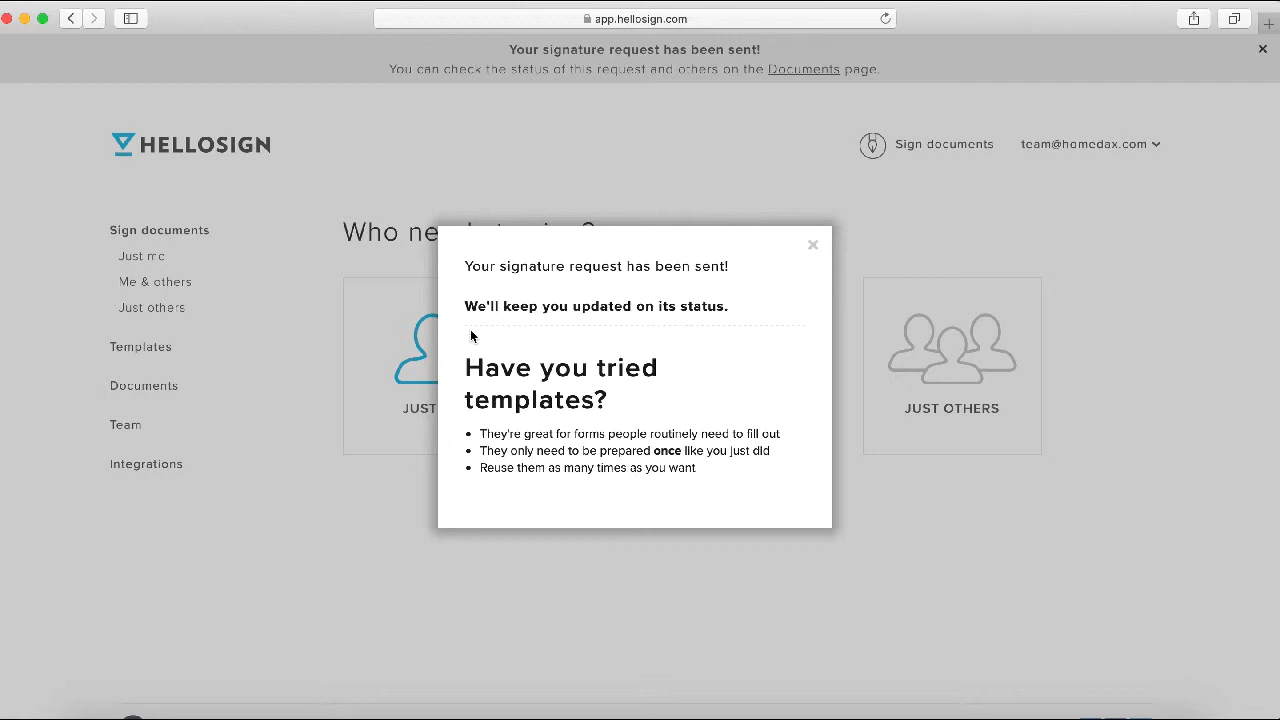 app.hellosign.com
Your signature request has been sent!
You can check the status of this request and others on the Documents page.
HELLOSIGN
Sign documents
team@homedax.com
Sign documents
Just me
Me & others
Just others
Templates
Documents
Team
Integrations
Who
JUST
JUST OTHERS
Your signature request has been sent!
We'll keep you updated on its status.
Have you tried
templates?
They're great for forms people routinely need to fill out
They only need to be prepared once like you just did
Reuse them as many times as you want